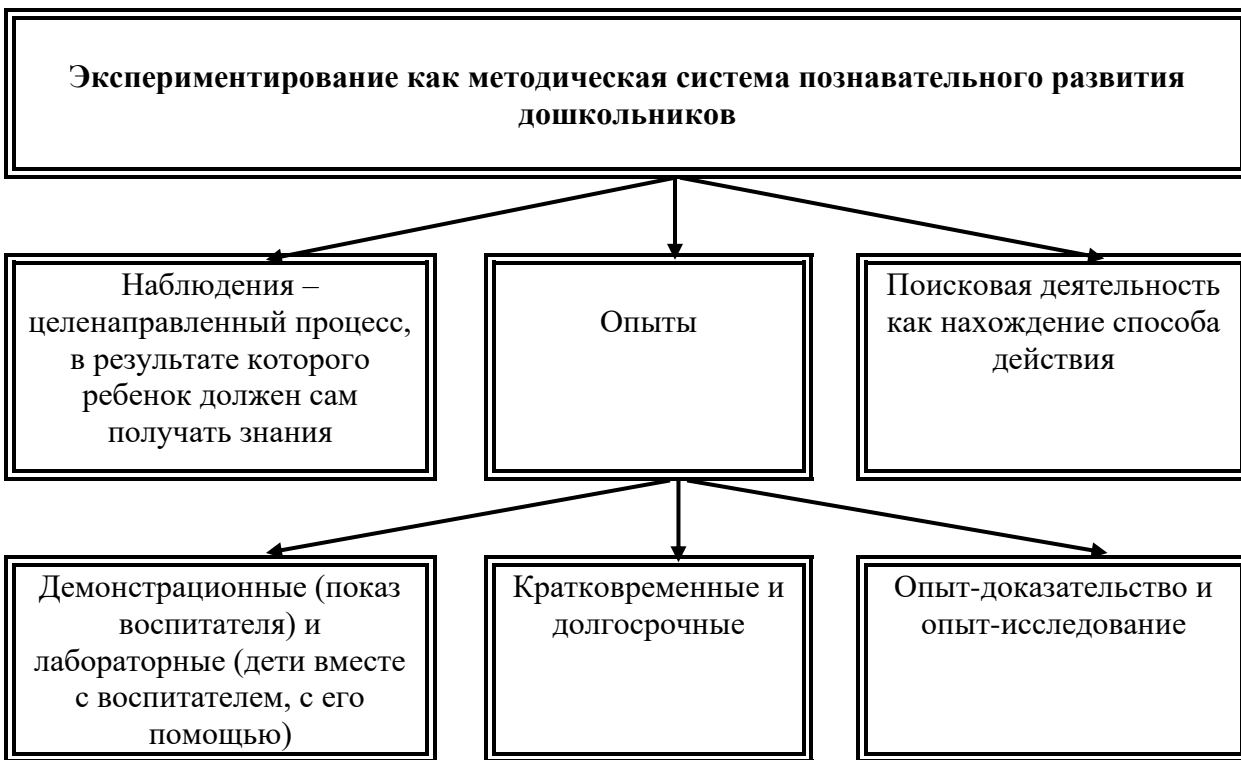 Экспериментирование как методическая система познавательного развития
дошкольников
Наблюдения –
целенаправленный процесс,
в результате которого
ребенок должен сам
получать знания
Опыты
Поисковая деятельность
как нахождение способа
действия
Демонстрационные (показ
воспитателя) и
лабораторные (дети вместе
с воспитателем, с его
помощью)
Кратковременные и
долгосрочные
Опыт-доказательство и
опыт-исследование